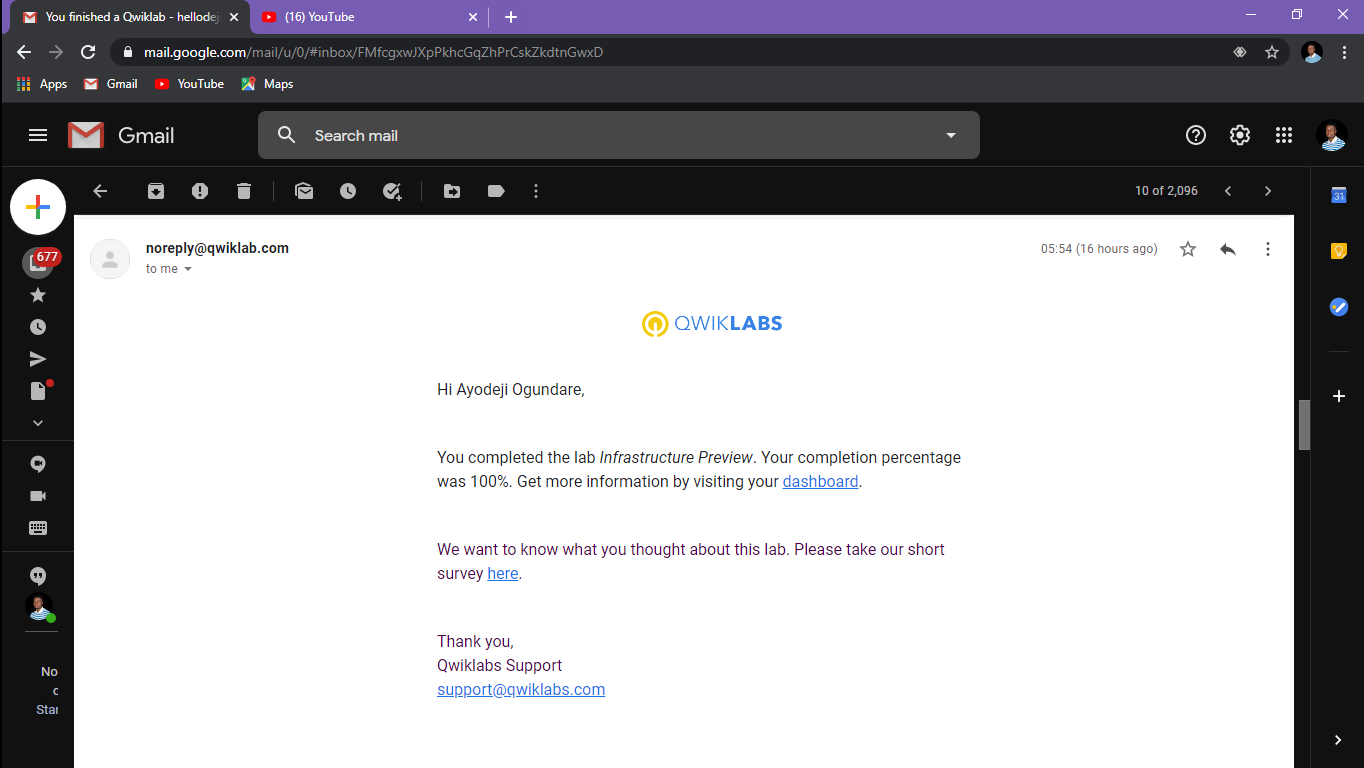 You finished a Qwiklab - hellodej
(16) YouTube
mail.google.com/mail/u/0/#inbox/FMfcgxwJXpPkhcGqZhPrCskZkdtnGwxD
Apps Gmail YouTube Maps
Gmail
Search mail
10 of 2,096
31
677
noreply@qwiklab.com
05:54 (16 hours ago)
to me
QWIKLABS
Hi Ayodeji Ogundare,
You completed the lab Infrastructure Preview. Your completion percentage
was 100%. Get more information by visiting your dashboard.
We want to know what you thought about this lab. Please take our short
survey here.
Thank you,
Qwiklabs Support
support@qwiklabs.com
No
c
Star